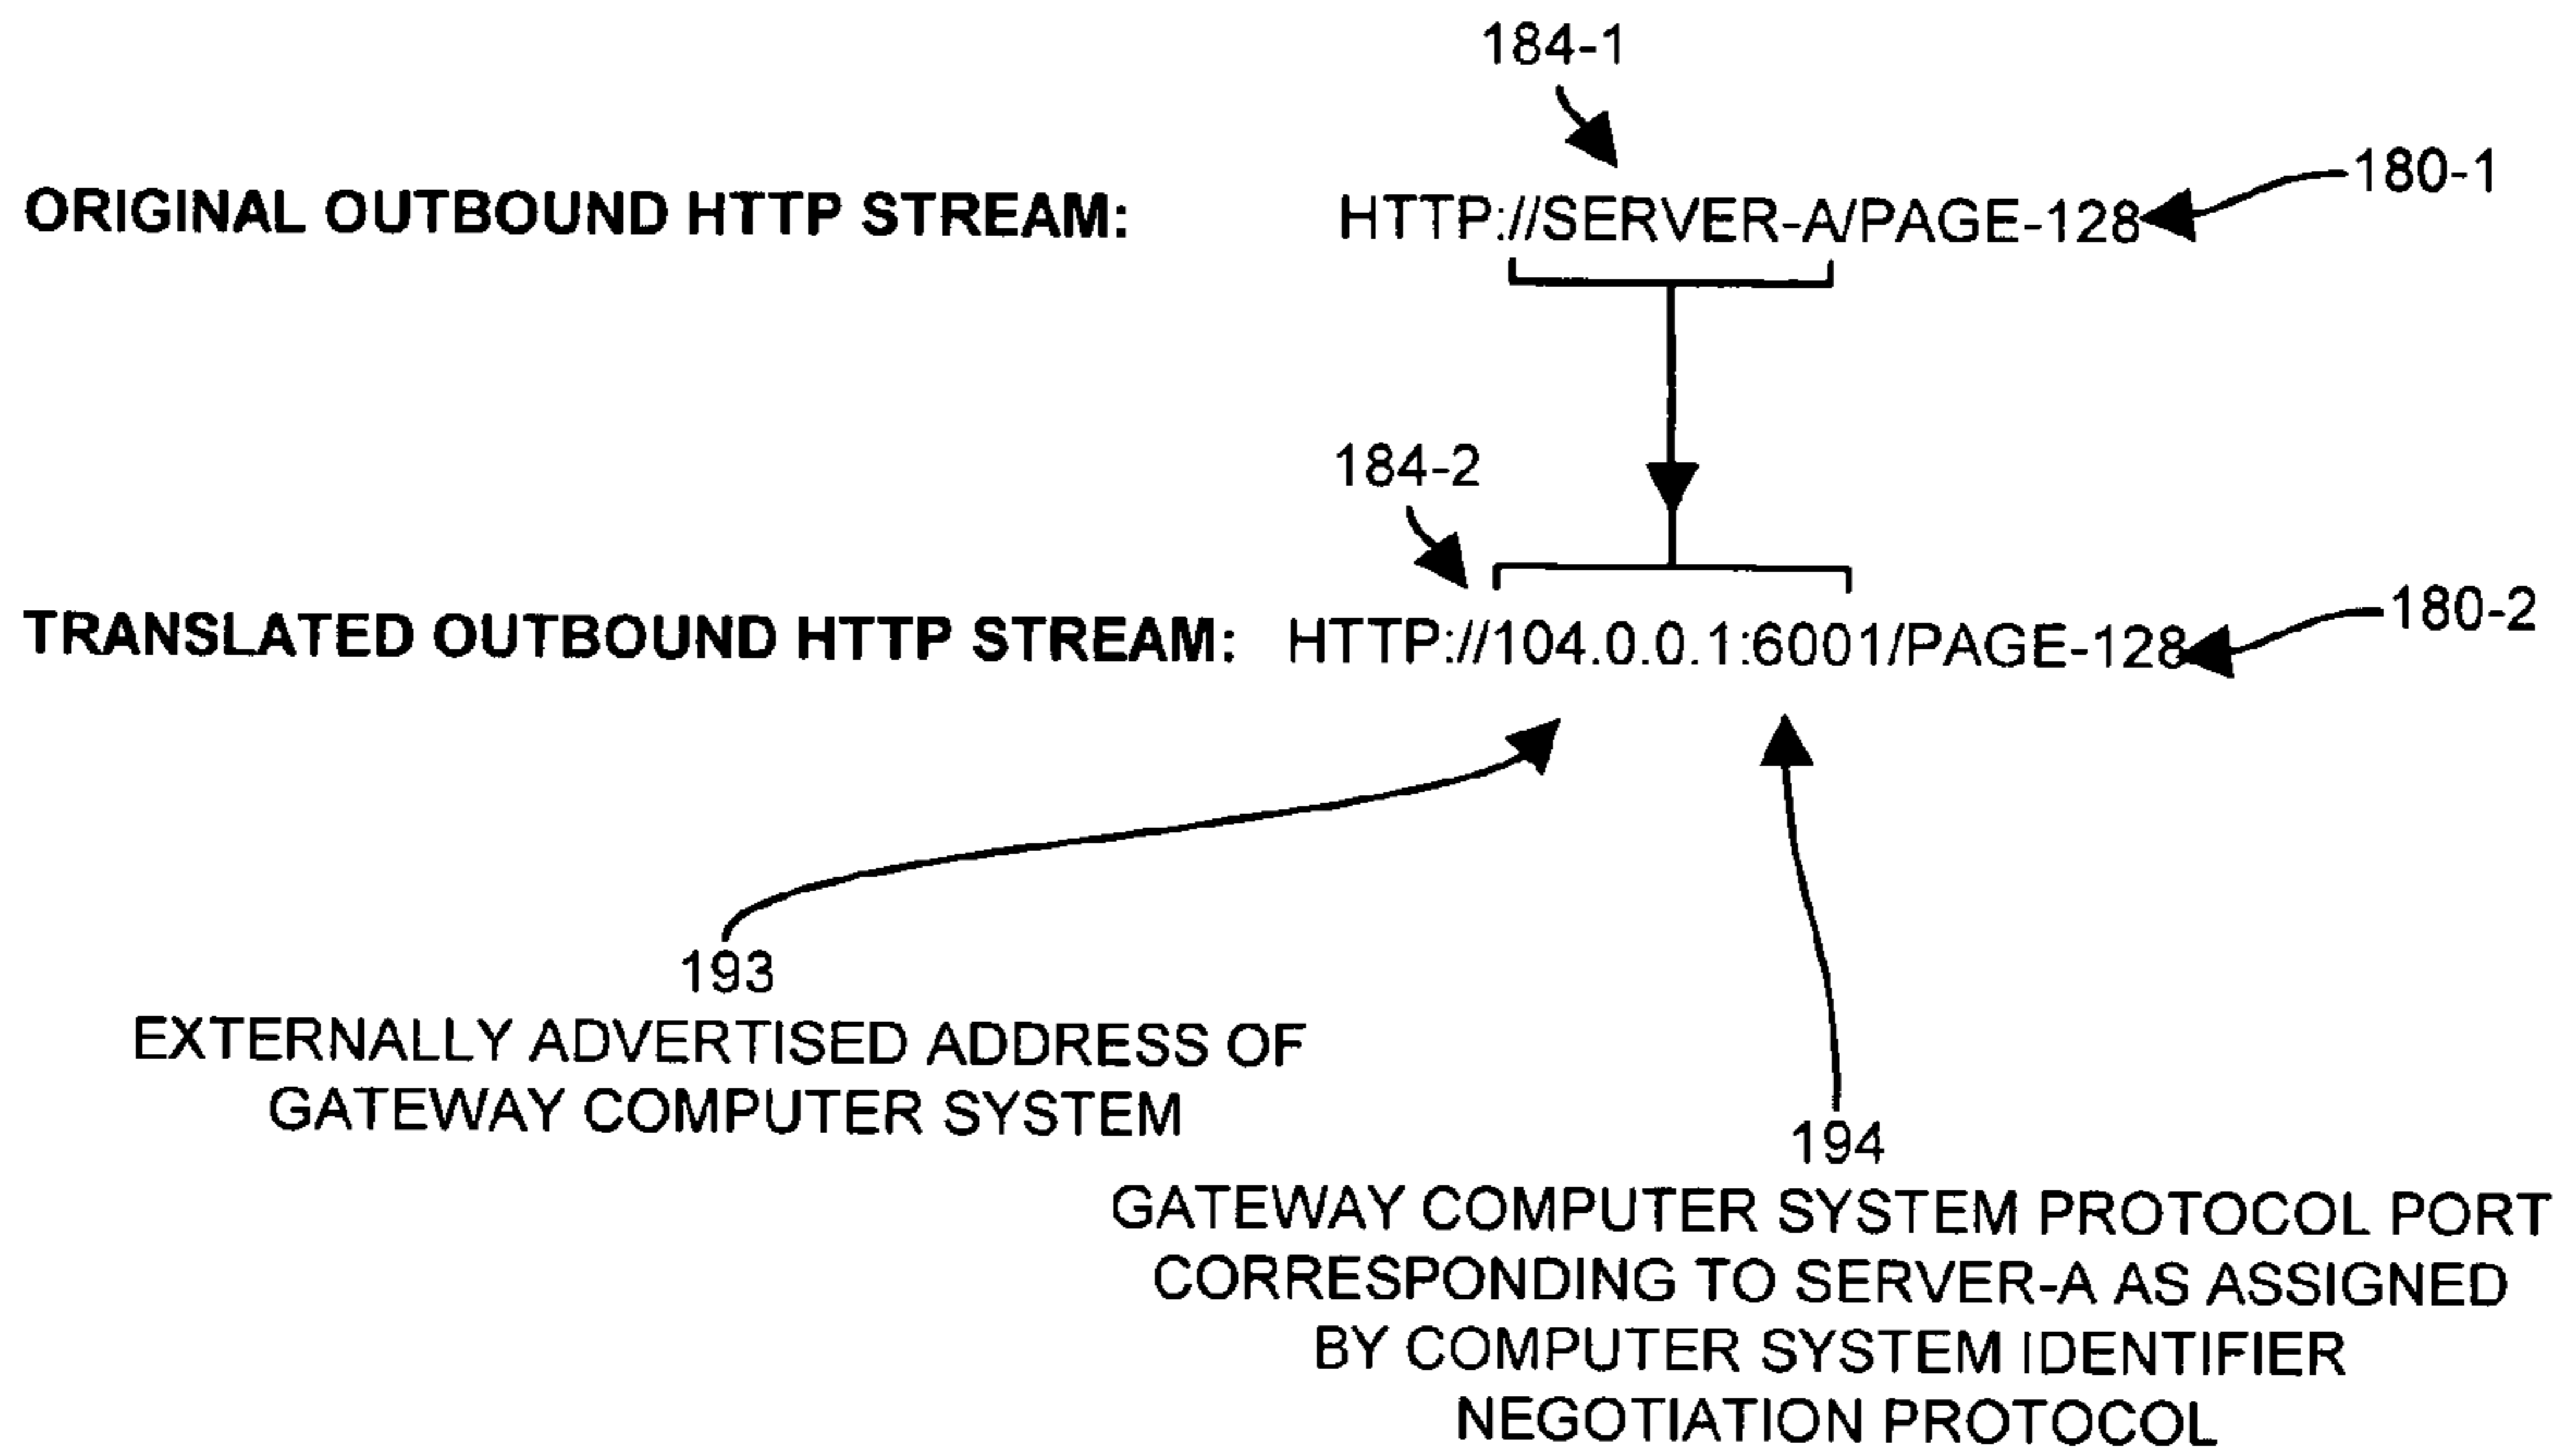 184-1
180-1
ORIGINAL OUTBOUND HTTP STREAM: HTTP://SERVER-A/PAGE-128
184-2
180-2
TRANSLATED OUTBOUND HTTP STREAM: HTTP://104.0.0.1:6001/PAGE-128
193
EXTERNALLY ADVERTISED ADDRESS OF
GATEWAY COMPUTER SYSTEM
194
GATEWAY COMPUTER SYSTEM PROTOCOL PORT
CORRESPONDING TO SERVER-A AS ASSIGNED
BY COMPUTER SYSTEM IDENTIFIER
NEGOTIATION PROTOCOL